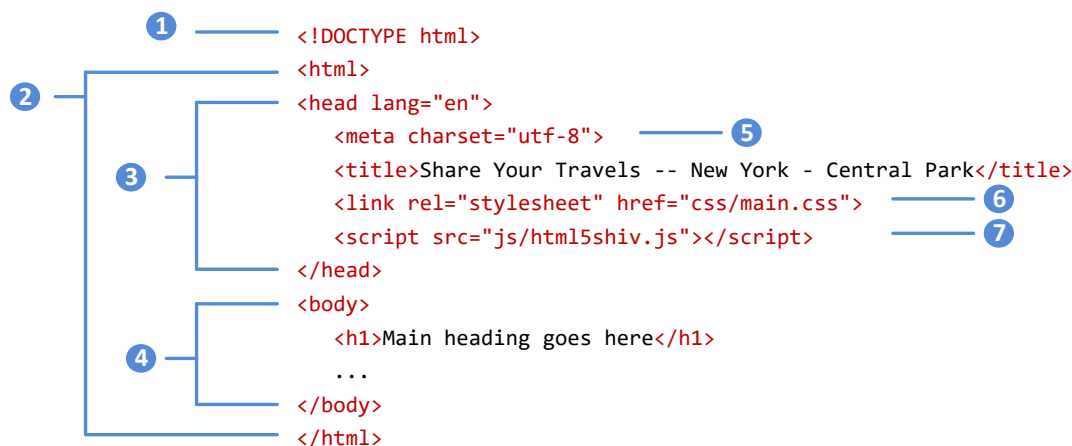 1 <!DOCTYPE html>
2 <html>
3 <head lang="en">
<meta charset="utf-8"> 5
<title>Share Your Travels -- New York - Central Park</title>
<link rel="stylesheet" href="css/main.css"> 6
<script src="js/html5shiv.js"></script> 7
</head>
4 <body>
<h1>Main heading goes here</h1>
...
</body>
</html>